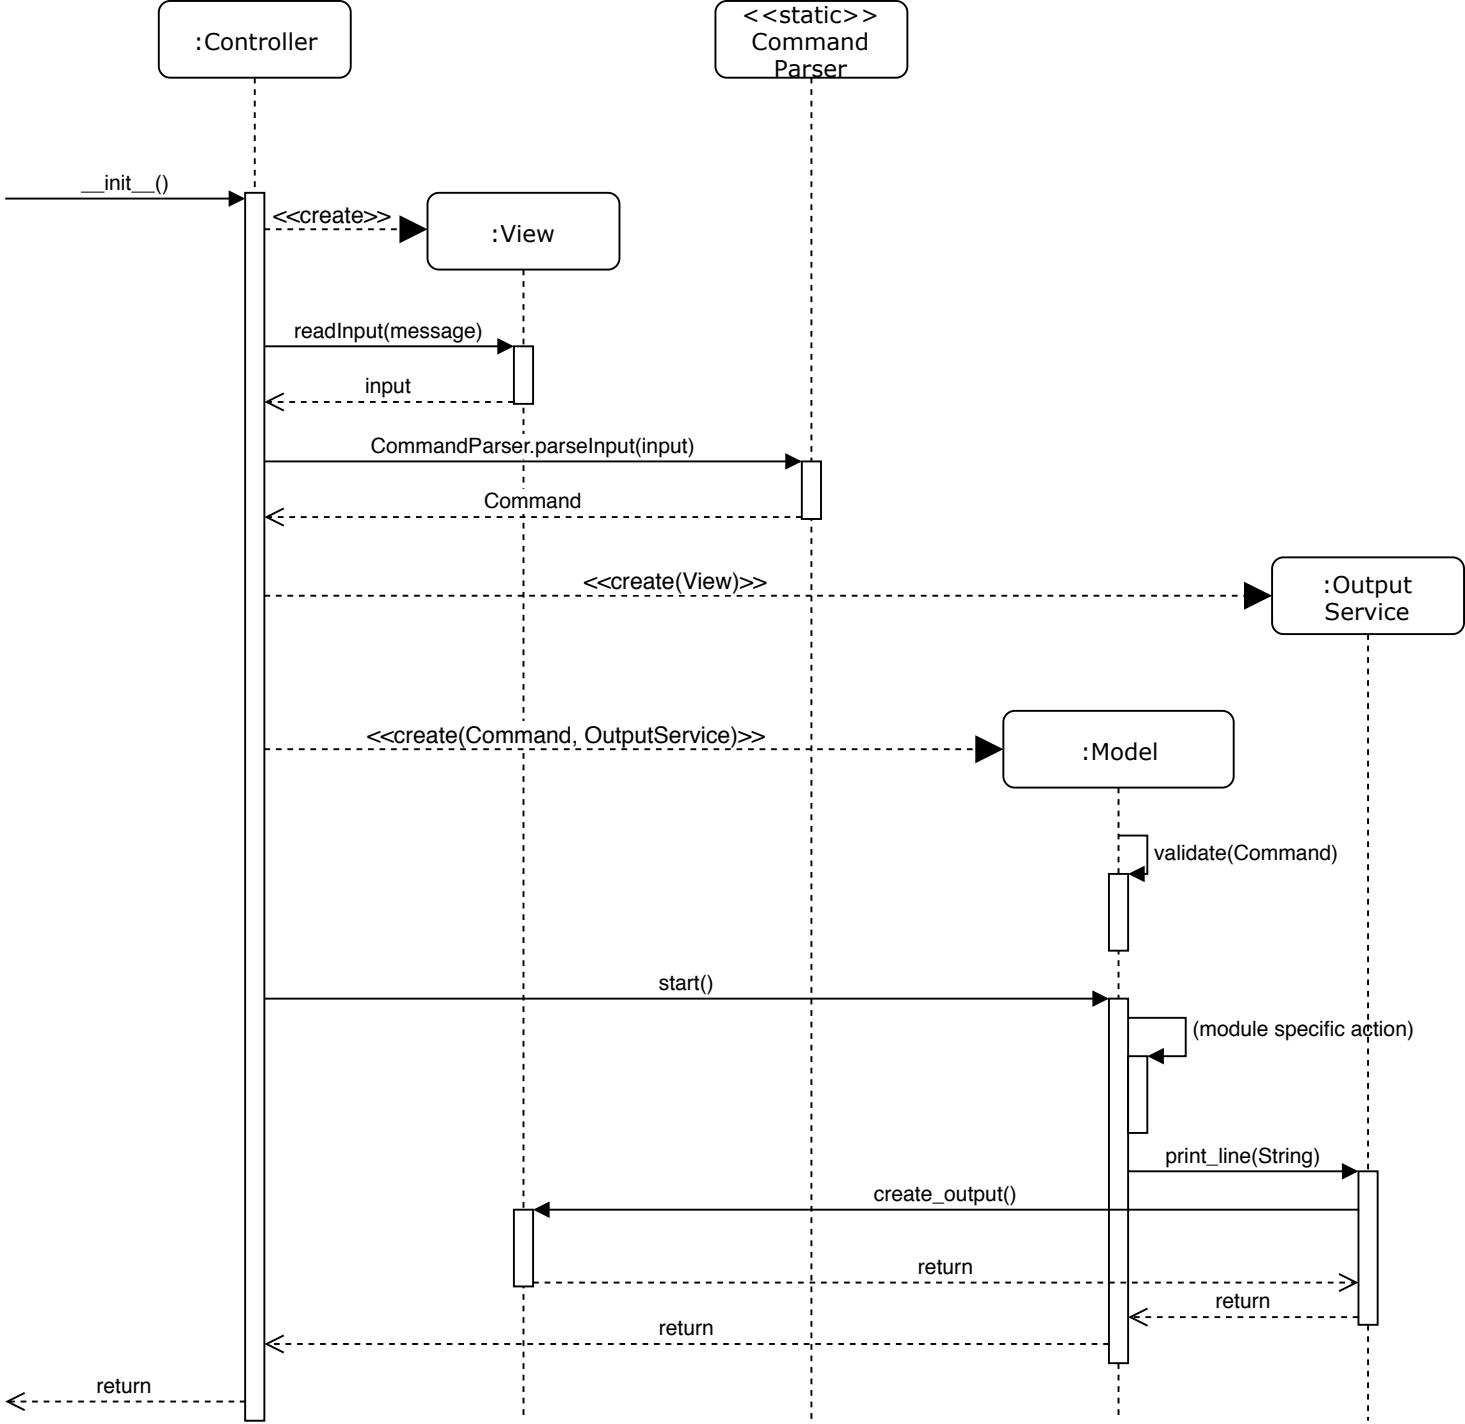 :Controller
<<static>>
Command
Parser
__init__()
<<create>>
:View
readInput(message)
input
CommandParser.parseInput(input)
Command
<<create(View)>>
:Output
Service
<<create(Command, OutputService)>>
:Model
validate(Command)
start()
(module specific action)
print_line(String)
create_output()
return
return
return
return